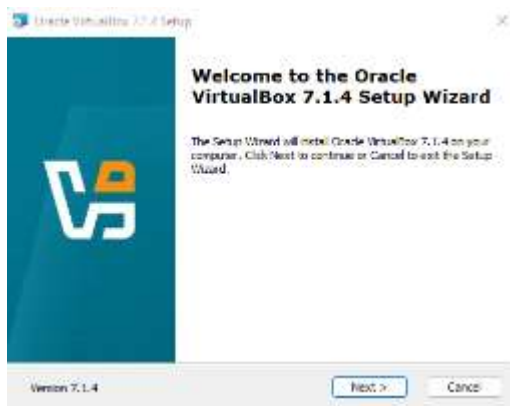 Oracle VirtualBox 7.1.4 Setup
Welcome to the Oracle
VirtualBox 7.1.4 Setup Wizard
The Setup Wizard will install Oracle VirtualBox 7.1.4 on your
computer. Click Next to continue or Cancel to exit the Setup
Wizard.
Version 7.1.4
Next >
Cancel